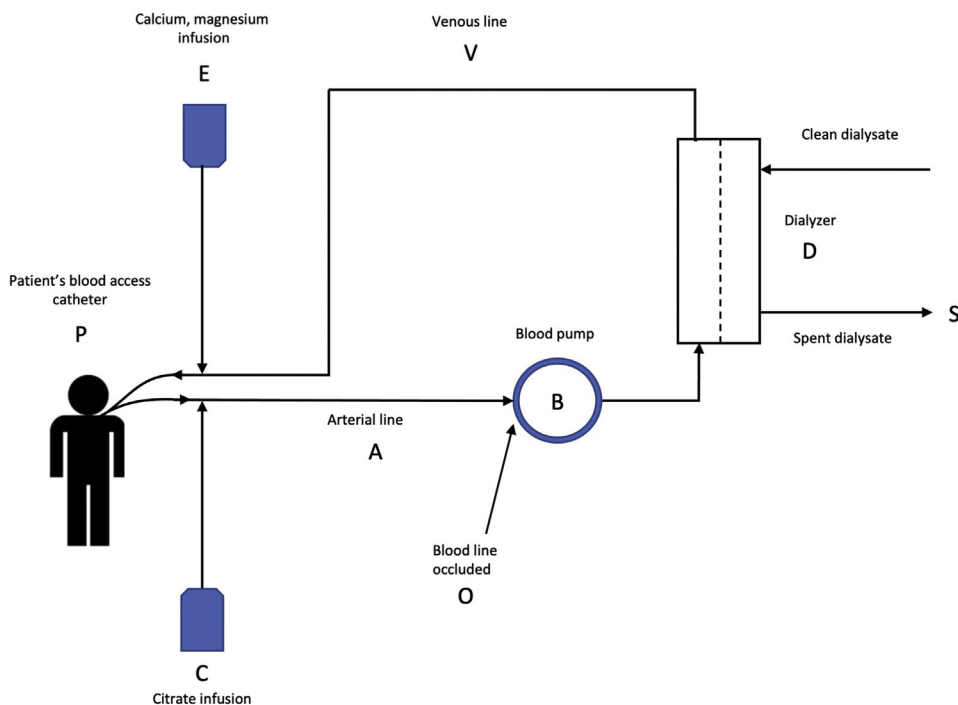 Calcium, magnesium
infusion
E
Venous line
V
Clean dialysate
Dialyzer
D
Patient’s blood access
catheter
P
Blood pump
S
Spent dialysate
B
Arterial line
A
Blood line
occluded
O
C
Citrate infusion